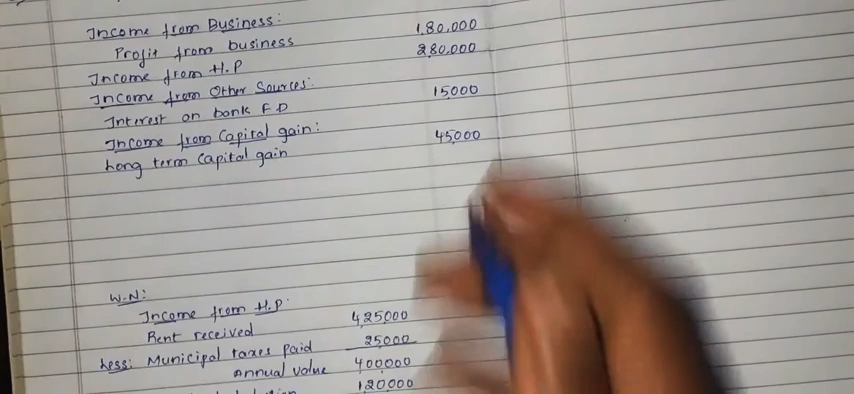 Income from Business:
Profit from business 1,80,000
Income from H.P 2,80,000
Income from Other Sources:
Interest on bank F D 15000
Income from Capital gain:
Long term Capital gain 45000
W.N:
Income from H.P.
Rent received 4,25000
Less: Municipal taxes paid 25000
Annual value 400000
120000